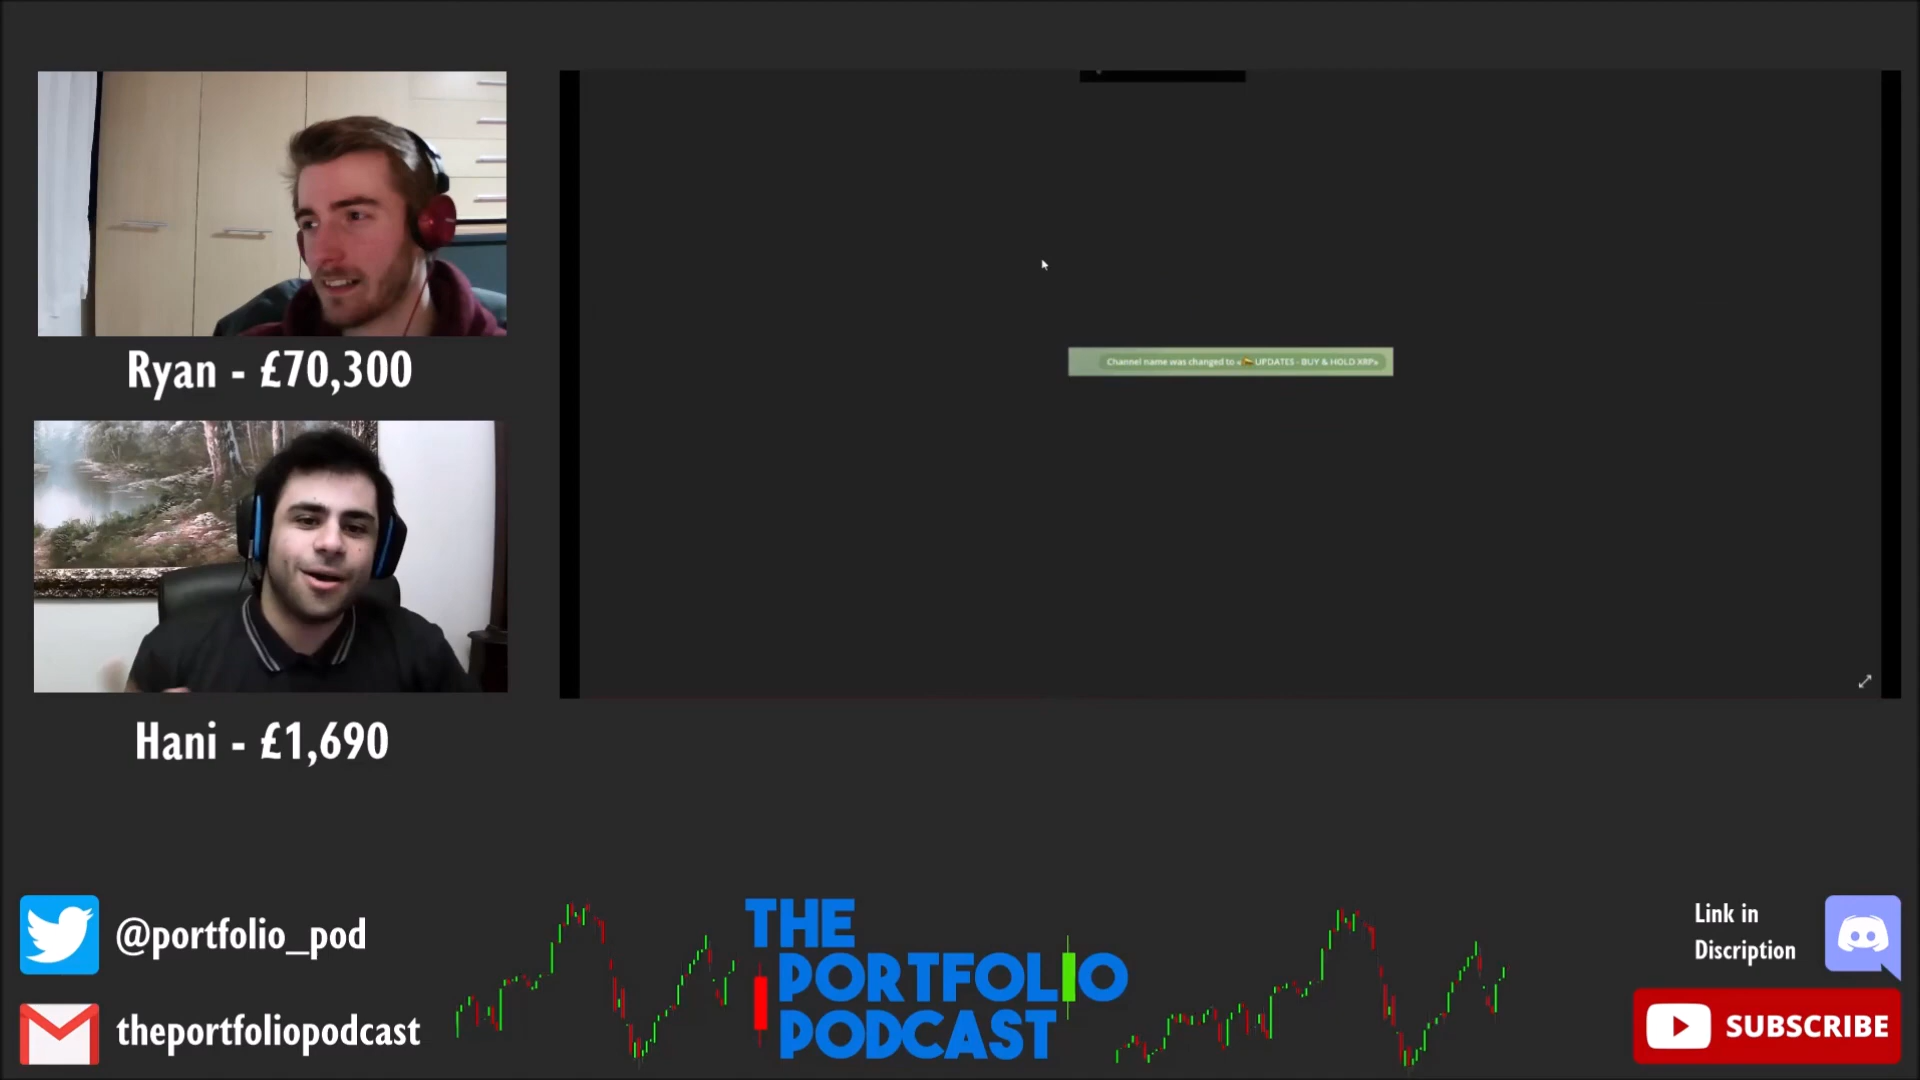 Ryan - £70,300
Channel name was changed to « UPDATES - BUY & HOLD XRP»
Hani - £1,690
@portfolio_pod
theportfoliopodcast
THE
PORTFOLIO
PODCAST
Link in
Discription
SUBSCRIBE